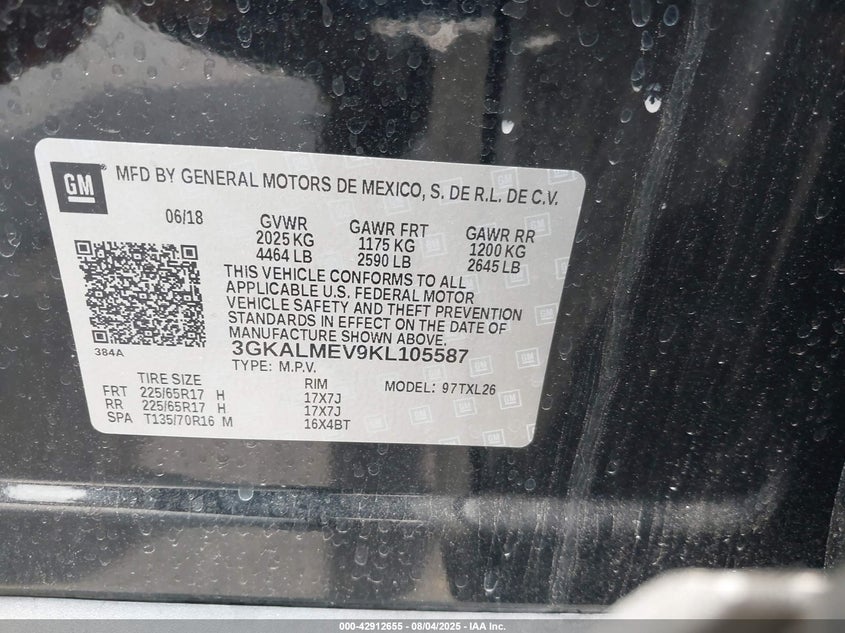 GM
MFD BY GENERAL MOTORS DE MEXICO, S. DE R.L. DE C.V.
06/18 GVWR GAWR FRT GAWR RR
2025 KG 1175 KG 1200 KG
4464 LB 2590 LB 2645 LB
THIS VEHICLE CONFORMS TO ALL
APPLICABLE U.S. FEDERAL MOTOR
VEHICLE SAFETY AND THEFT PREVENTION
STANDARDS IN EFFECT ON THE DATE OF
MANUFACTURE SHOWN ABOVE.
384A
3GKALMEV9KL105587
TYPE: M.P.V.
TIRE SIZE RIM MODEL: 97TXL26
FRT 225/65R17 H 17X7J
RR 225/65R17 H 17X7J
SPA T135/70R16 M 16X4BT
000-42912655 - 08/04/2025 - IAA Inc.